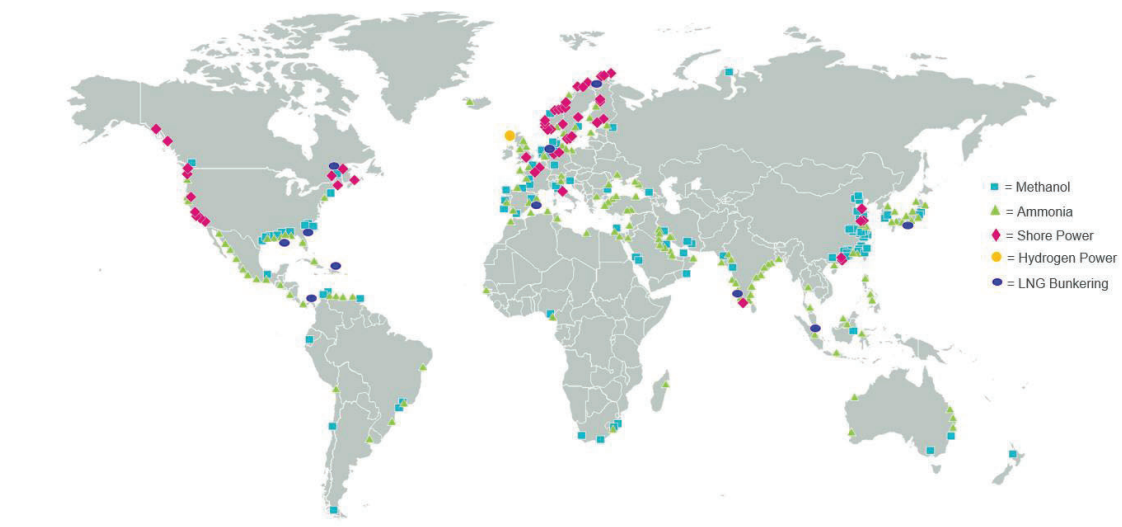 = Methanol
= Ammonia
= Shore Power
= Hydrogen Power
= LNG Bunkering